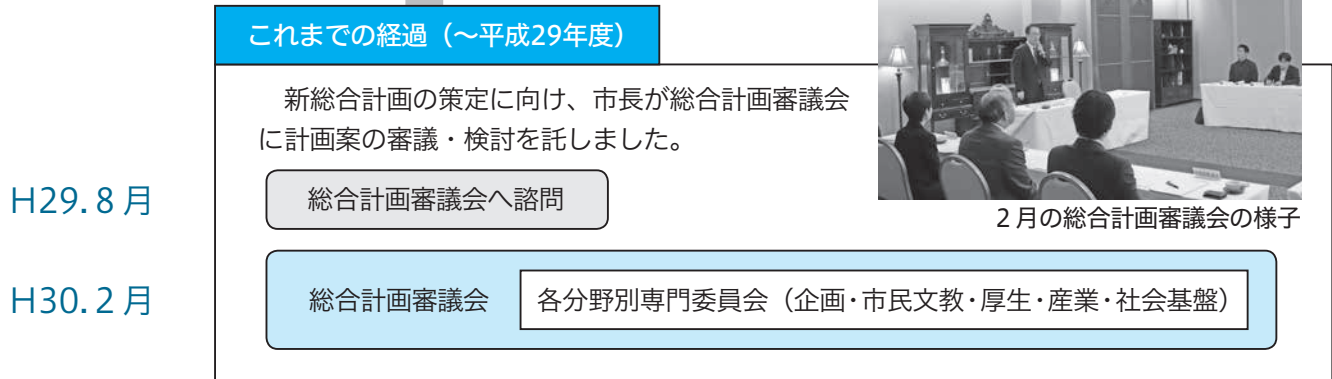 これまでの経過（～平成29年度）
新総合計画の策定に向け、市長が総合計画審議会
に計画案の審議・検討を託しました。
H29.8月
総合計画審議会へ諮問
2月の総合計画審議会の様子
H30.2月
総合計画審議会
各分野別専門委員会（企画・市民文教・厚生・産業・社会基盤）